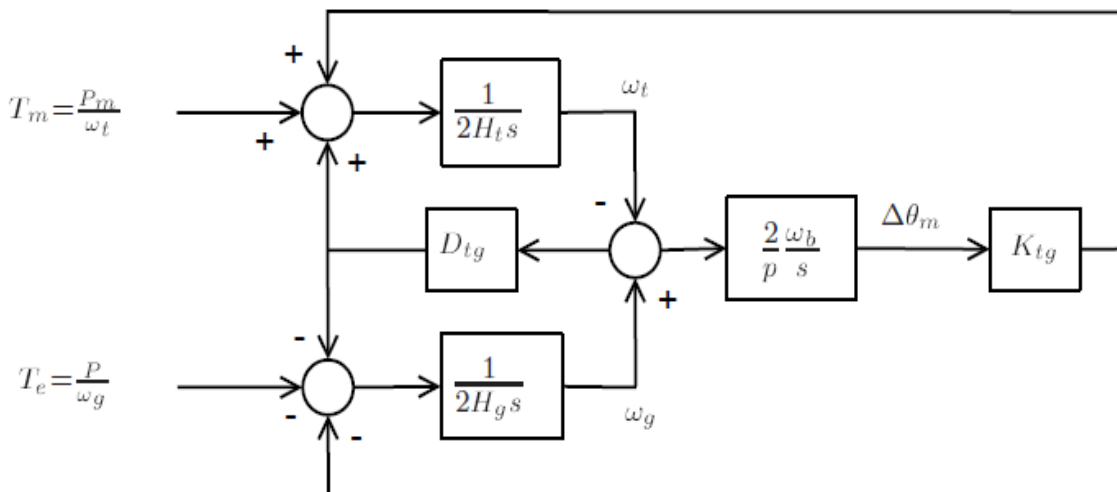 +
T_m = P_m/ω_t
+
+
1/(2H_t s)
ω_t
-
D_tg
2/p ω_b/s
Δθ_m
K_tg
+
-
T_e = P/ω_g
-
-
1/(2H_g s)
ω_g